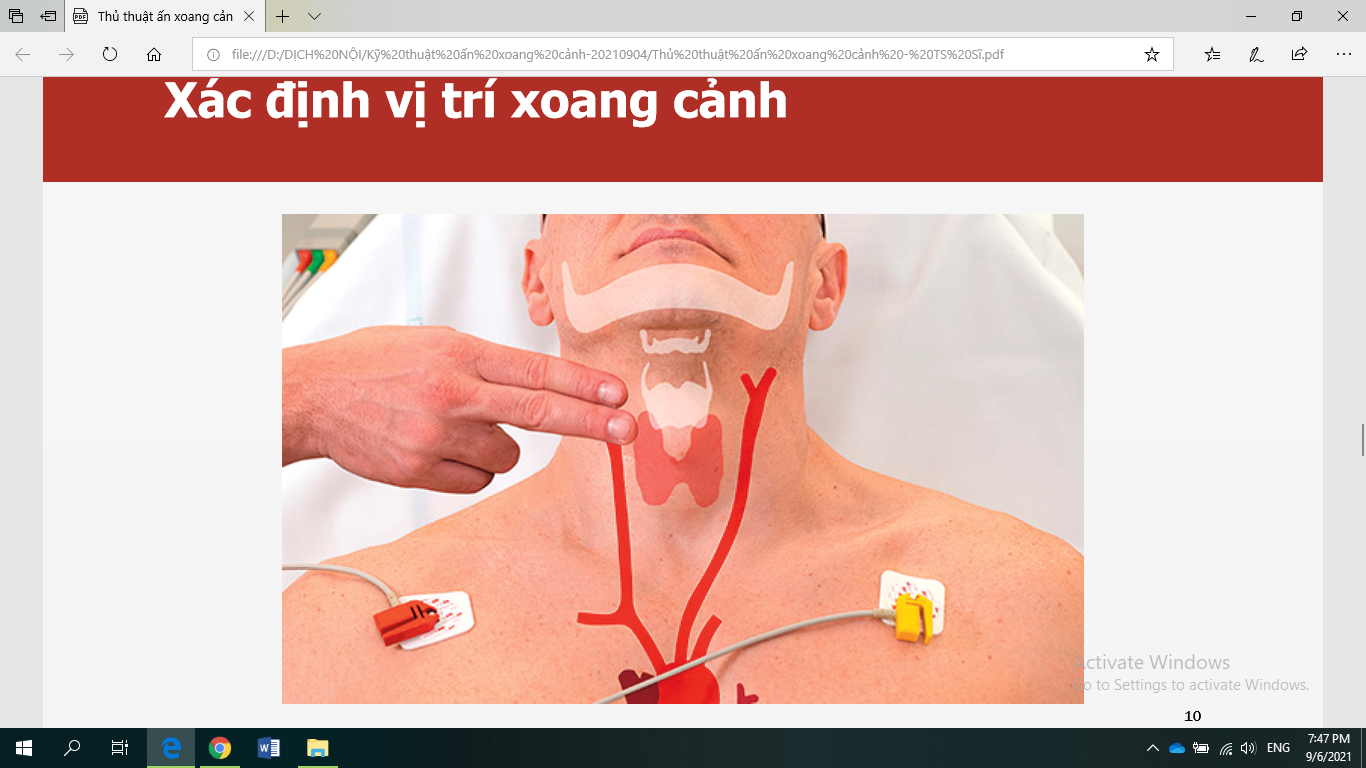 Thủ thuật ấn xoang cản
file:///D:/DỊCH%20NỘI/Kỹ%20thuật%20ấn%20xoang%20cảnh-20210904/Thủ%20thuật%20ấn%20xoang%20cảnh%20-%20TS%20Sĩ.pdf
Xác định vị trí xoang cảnh
Activate Windows
Go to Settings to activate Windows.
10
ENG
7:47 PM
9/6/2021